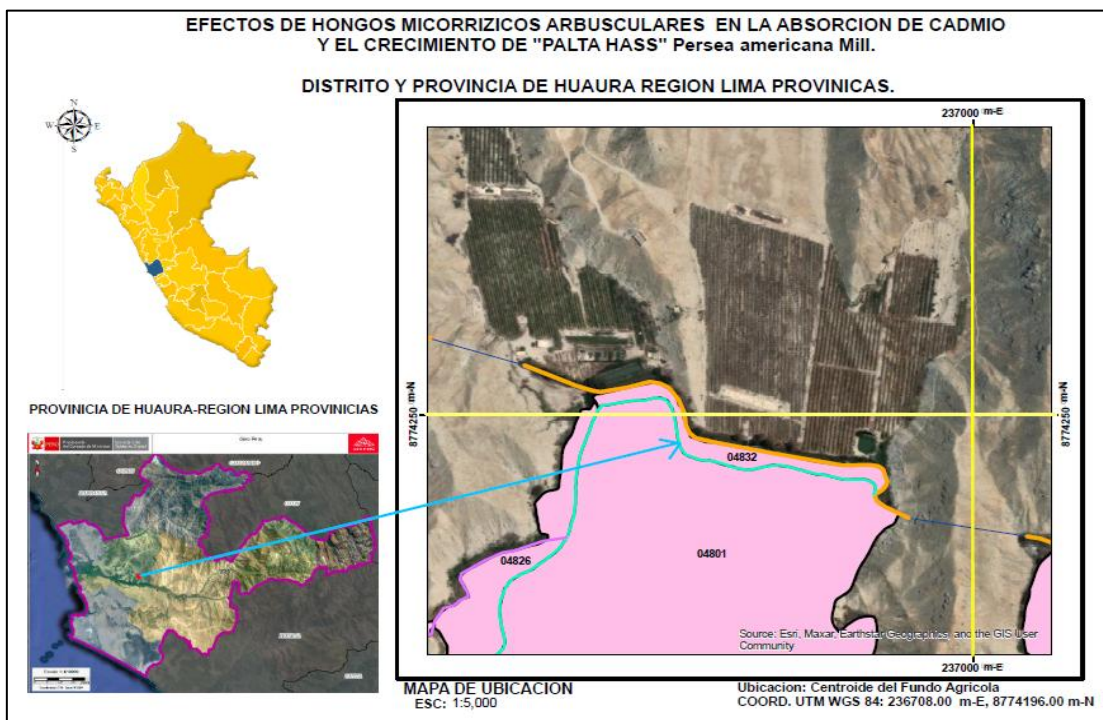 EFECTOS DE HONGOS MICORRIZICOS ARBUSCULARES EN LA ABSORCION DE CADMIO
Y EL CRECIMIENTO DE "PALTA HASS" Persea americana Mill.
DISTRITO Y PROVINCIA DE HUAURA REGION LIMA PROVINICAS.
N
W E
S
237000 m-E
8774250 m-N
8774250 m-N
PROVINICIA DE HUAURA-REGION LIMA PROVINICIAS
PERÚ
04832
04826
04801
Source: Esri, Maxar, Earthstar Geographics, and the GIS User
Community
237000 m-E
MAPA DE UBICACION
ESC: 1:5,000
Ubicacion: Centroide del Fundo Agricola
COORD. UTM WGS 84: 236708.00 m-E, 8774196.00 m-N